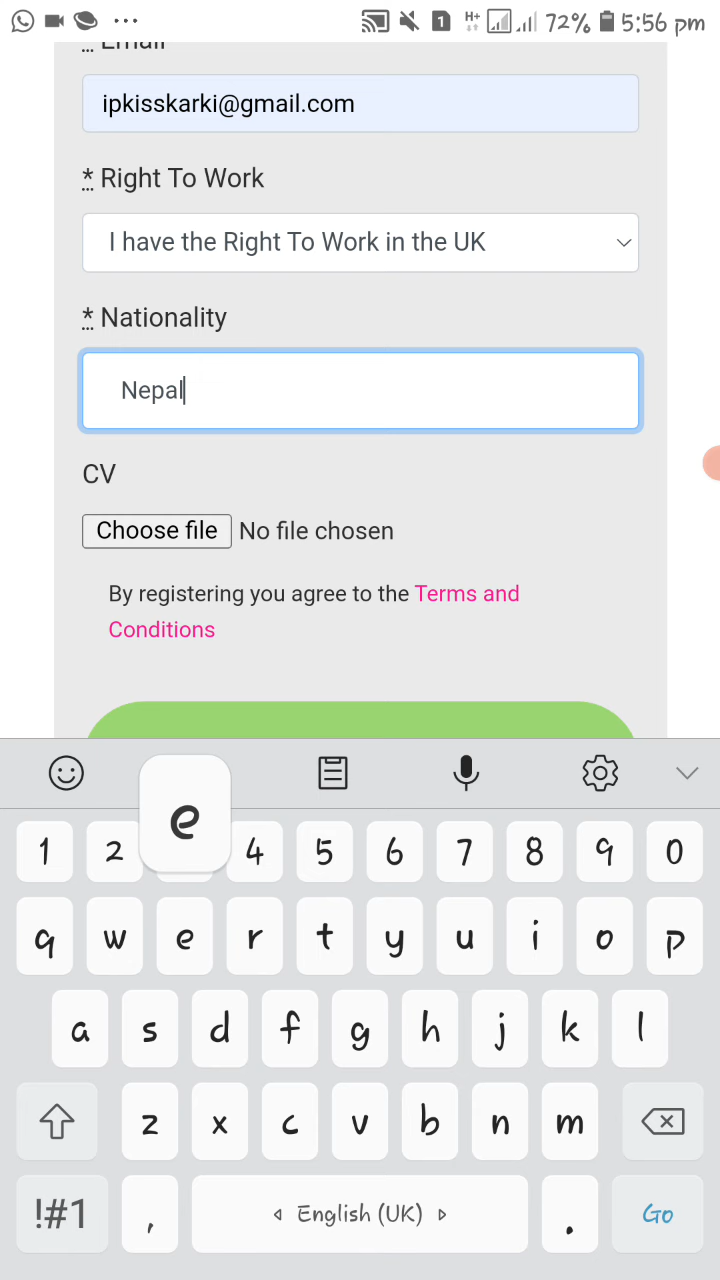 1 H+ 72% 5:56 pm
* Email
ipkisskarki@gmail.com
* Right To Work
I have the Right To Work in the UK
* Nationality
Nepal
CV
Choose file No file chosen
By registering you agree to the Terms and
Conditions
e
1 2 4 5 6 7 8 9 0
q w e r t y u i o p
a s d f g h j k l
z x c v b n m
!#1 , English (UK) . Go